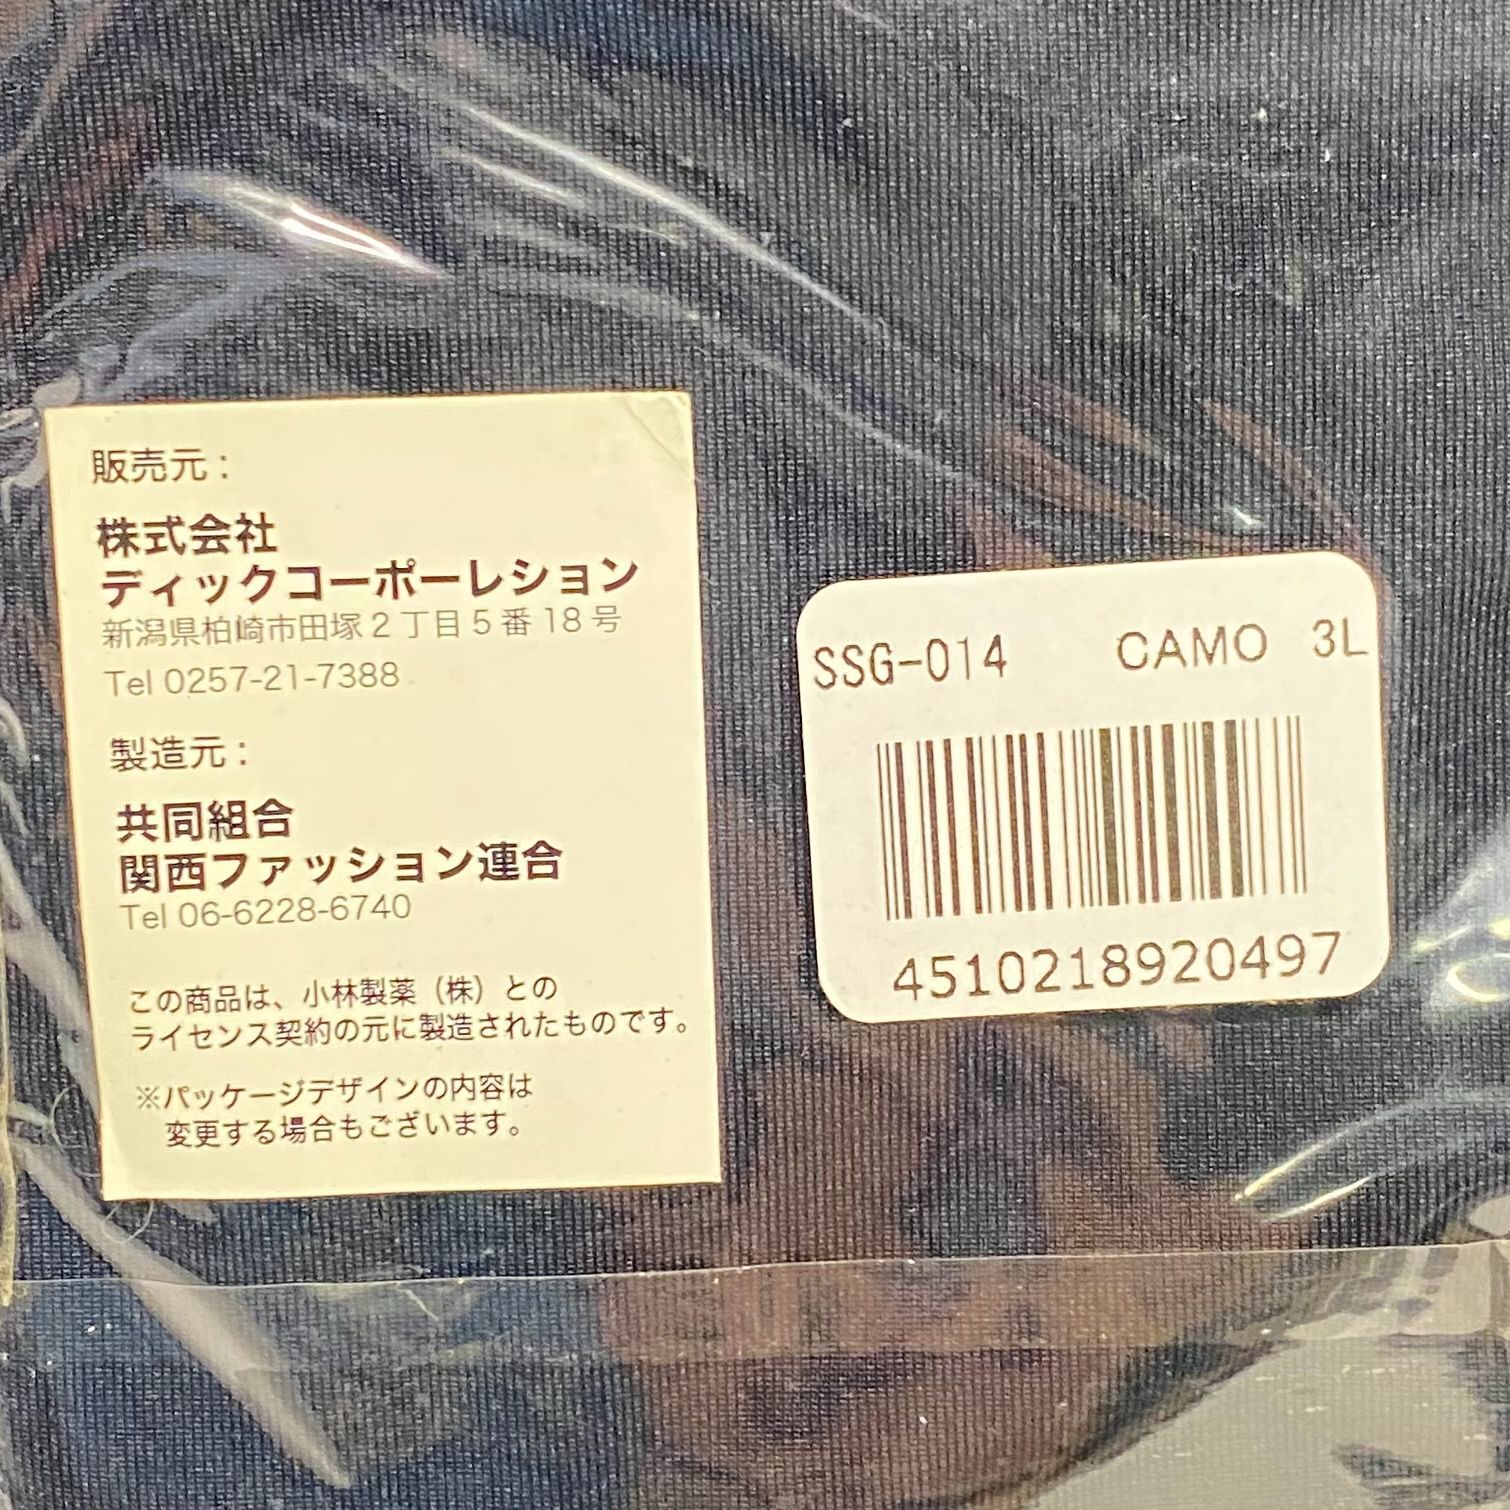 販売元：
株式会社
ディックコーポーレション
新潟県柏崎市田塚2丁目5番18号
Tel 0257-21-7388
製造元：
共同組合
関西ファッション連合
Tel 06-6228-6740
この商品は、小林製薬（株）との
ライセンス契約の元に製造されたものです。
※パッケージデザインの内容は
変更する場合もございます。
SSG-014 CAMO 3L
4510218920497